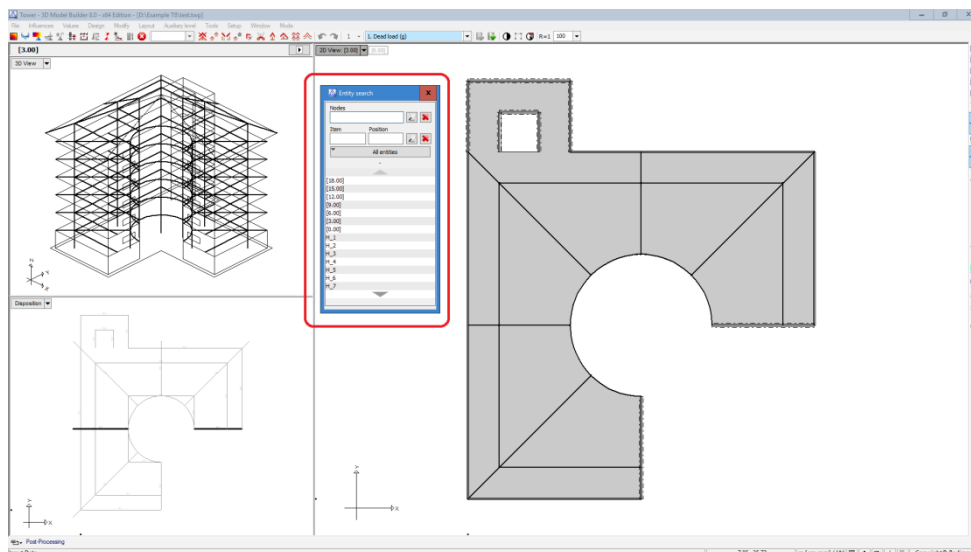 Tower - 3D Model Builder 8.0 - x64 Edition - [D:\Example 1\test.twp]
File Influences Values Design Modify Layout Auxiliary level Tools Setup Window Mode
1 - 1. Dead load (g) R=1 100
[3.00]
3D View
2D View: [3.00] [0.00]
Entity search
Nodes
Item Position
All entities
[18.00]
[15.00]
[12.00]
[9.00]
[6.00]
[3.00]
[0.00]
H_1
H_2
H_3
H_4
H_5
H_6
H_7
Z
Y
X
Disposition
Y
X
Y
X
Post-Processing